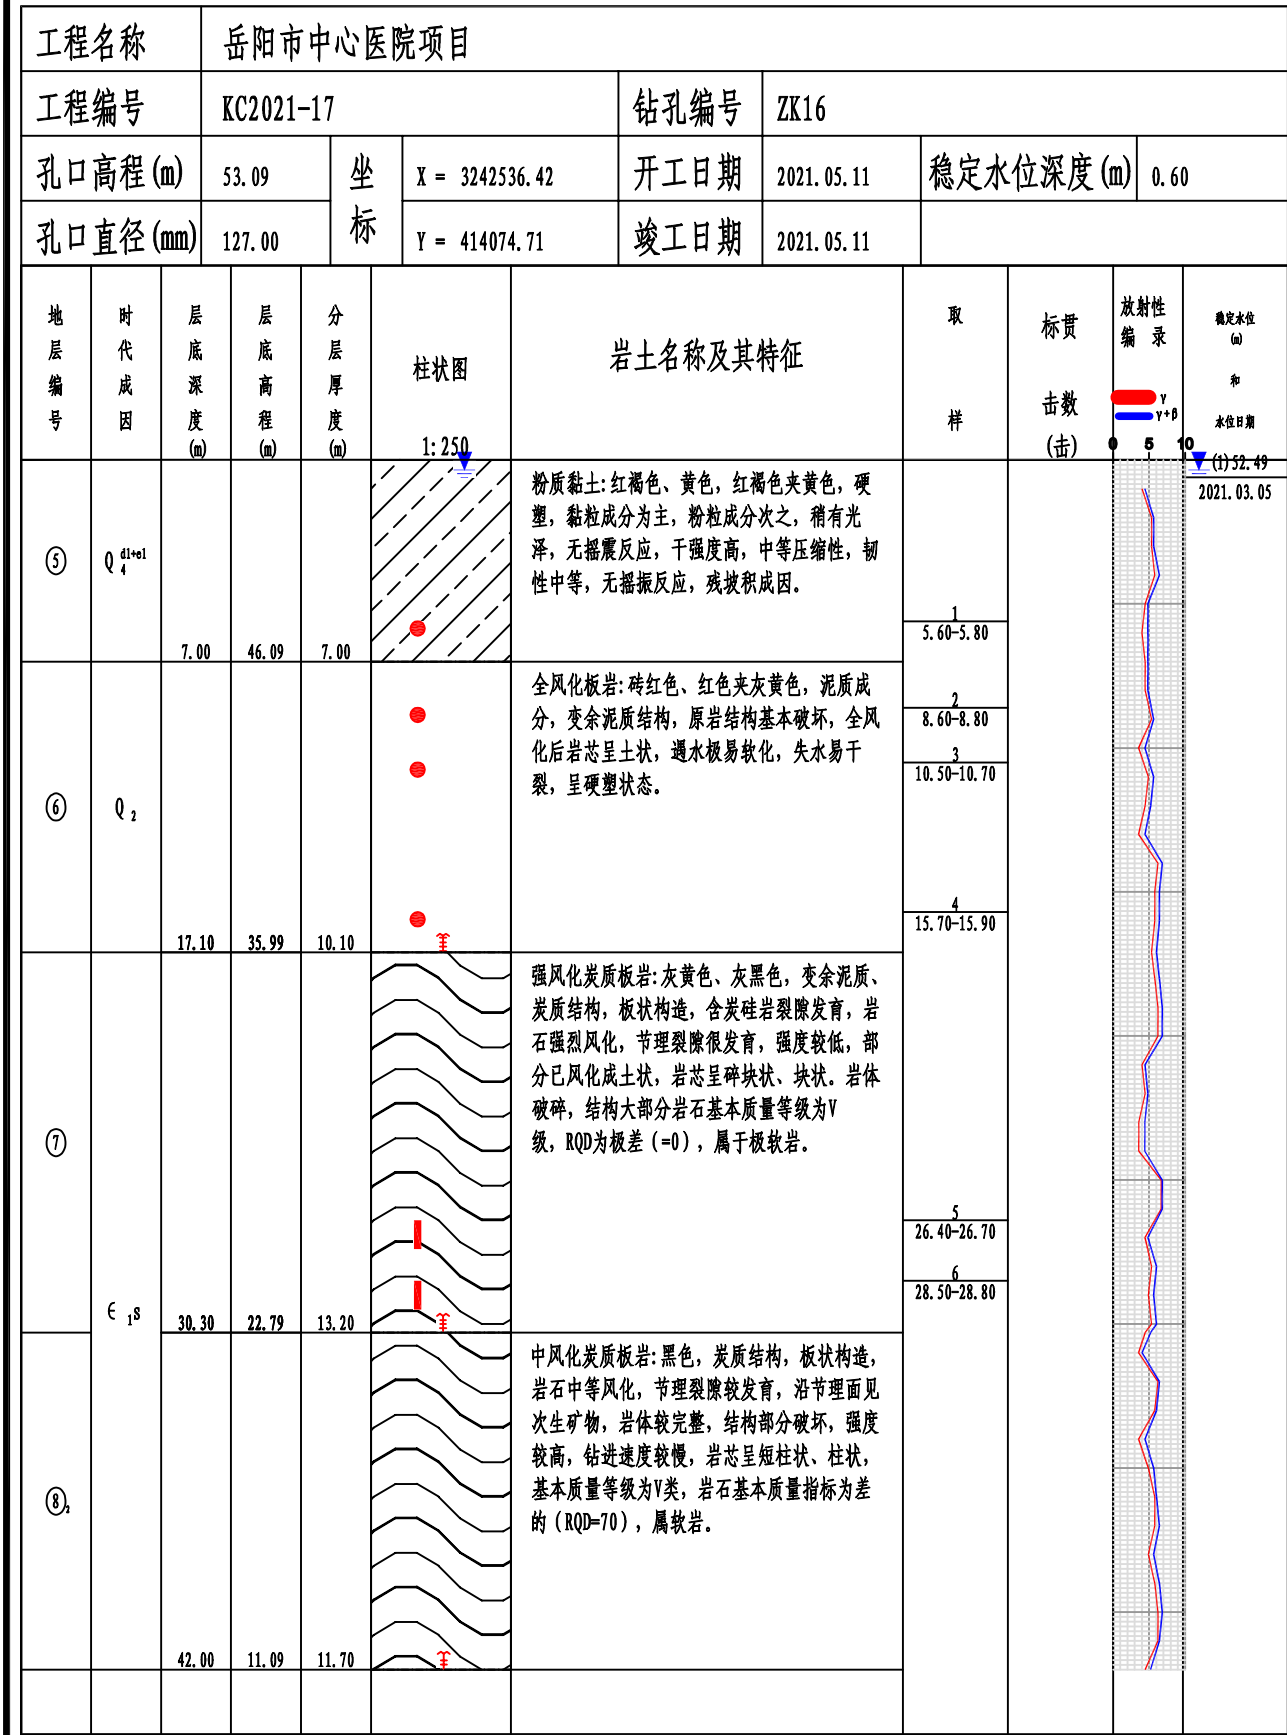 工程名称 岳阳市中心医院项目
工程编号 KC2021-17 钻孔编号 ZK16
孔口高程(m) 53.09 坐标 X = 3242536.42 开工日期 2021.05.11 稳定水位深度(m) 0.60
孔口直径(mm) 127.00 Y = 414074.71 竣工日期 2021.05.11
地层编号 时代成因 层底深度(m) 层底高程(m) 分层厚度(m) 柱状图 1:250 岩土名称及其特征 取样 标贯击数(击) 放射性编录 稳定水位(m)和水位日期
γ
γ+β
0 5 10
(1)52.49
2021.03.05
⑤ Q 4 dl+el 7.00 46.09 7.00
粉质黏土:红褐色、黄色，红褐色夹黄色，硬
塑，黏粒成分为主，粉粒成分次之，稍有光
泽，无摇震反应，干强度高，中等压缩性，韧
性中等，无摇振反应，残坡积成因。
1
5.60-5.80
⑥ Q 2 17.10 35.99 10.10
全风化板岩:砖红色、红色夹灰黄色，泥质成
分，变余泥质结构，原岩结构基本破坏，全风
化后岩芯呈土状，遇水极易软化，失水易干
裂，呈硬塑状态。
2
8.60-8.80
3
10.50-10.70
4
15.70-15.90
⑦ ∈ 1s 30.30 22.79 13.20
强风化炭质板岩:灰黄色、灰黑色，变余泥质、
炭质结构，板状构造，含炭硅岩裂隙发育，岩
石强烈风化，节理裂隙很发育，强度较低，部
分已风化成土状，岩芯呈碎块状、块状。岩体
破碎，结构大部分岩石基本质量等级为V
级，RQD为极差（=0），属于极软岩。
5
26.40-26.70
6
28.50-28.80
⑧2 42.00 11.09 11.70
中风化炭质板岩:黑色，炭质结构，板状构造，
岩石中等风化，节理裂隙较发育，沿节理面见
次生矿物，岩体较完整，结构部分破坏，强度
较高，钻进速度较慢，岩芯呈短柱状、柱状，
基本质量等级为V类，岩石基本质量指标为差
的（RQD=70），属软岩。